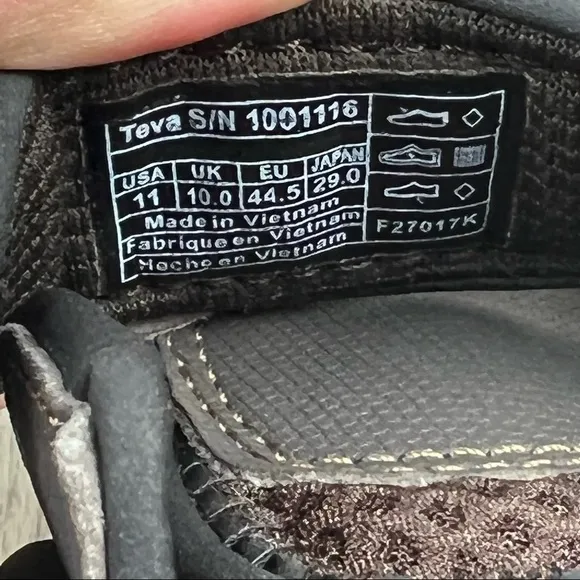 Teva S/N 1001116
USA UK EU JAPAN
11 10.0 44.5 29.0
Made in Vietnam
Fabrique en Vietnam
Hecho en Vietnam
F27017K